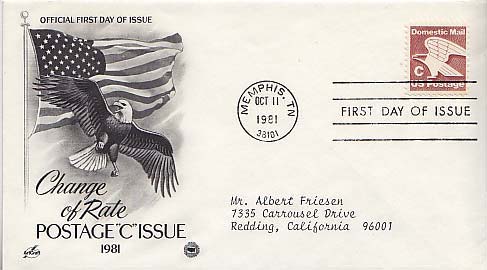 OFFICIAL FIRST DAY OF ISSUE
Domestic Mail
C
US Postage
MEMPHIS, TN
OCT 11
1981
38101
FIRST DAY OF ISSUE
Change
of Rate
POSTAGE "C" ISSUE
1981
Mr. Albert Friesen
7335 Carrousel Drive
Redding, California 96001